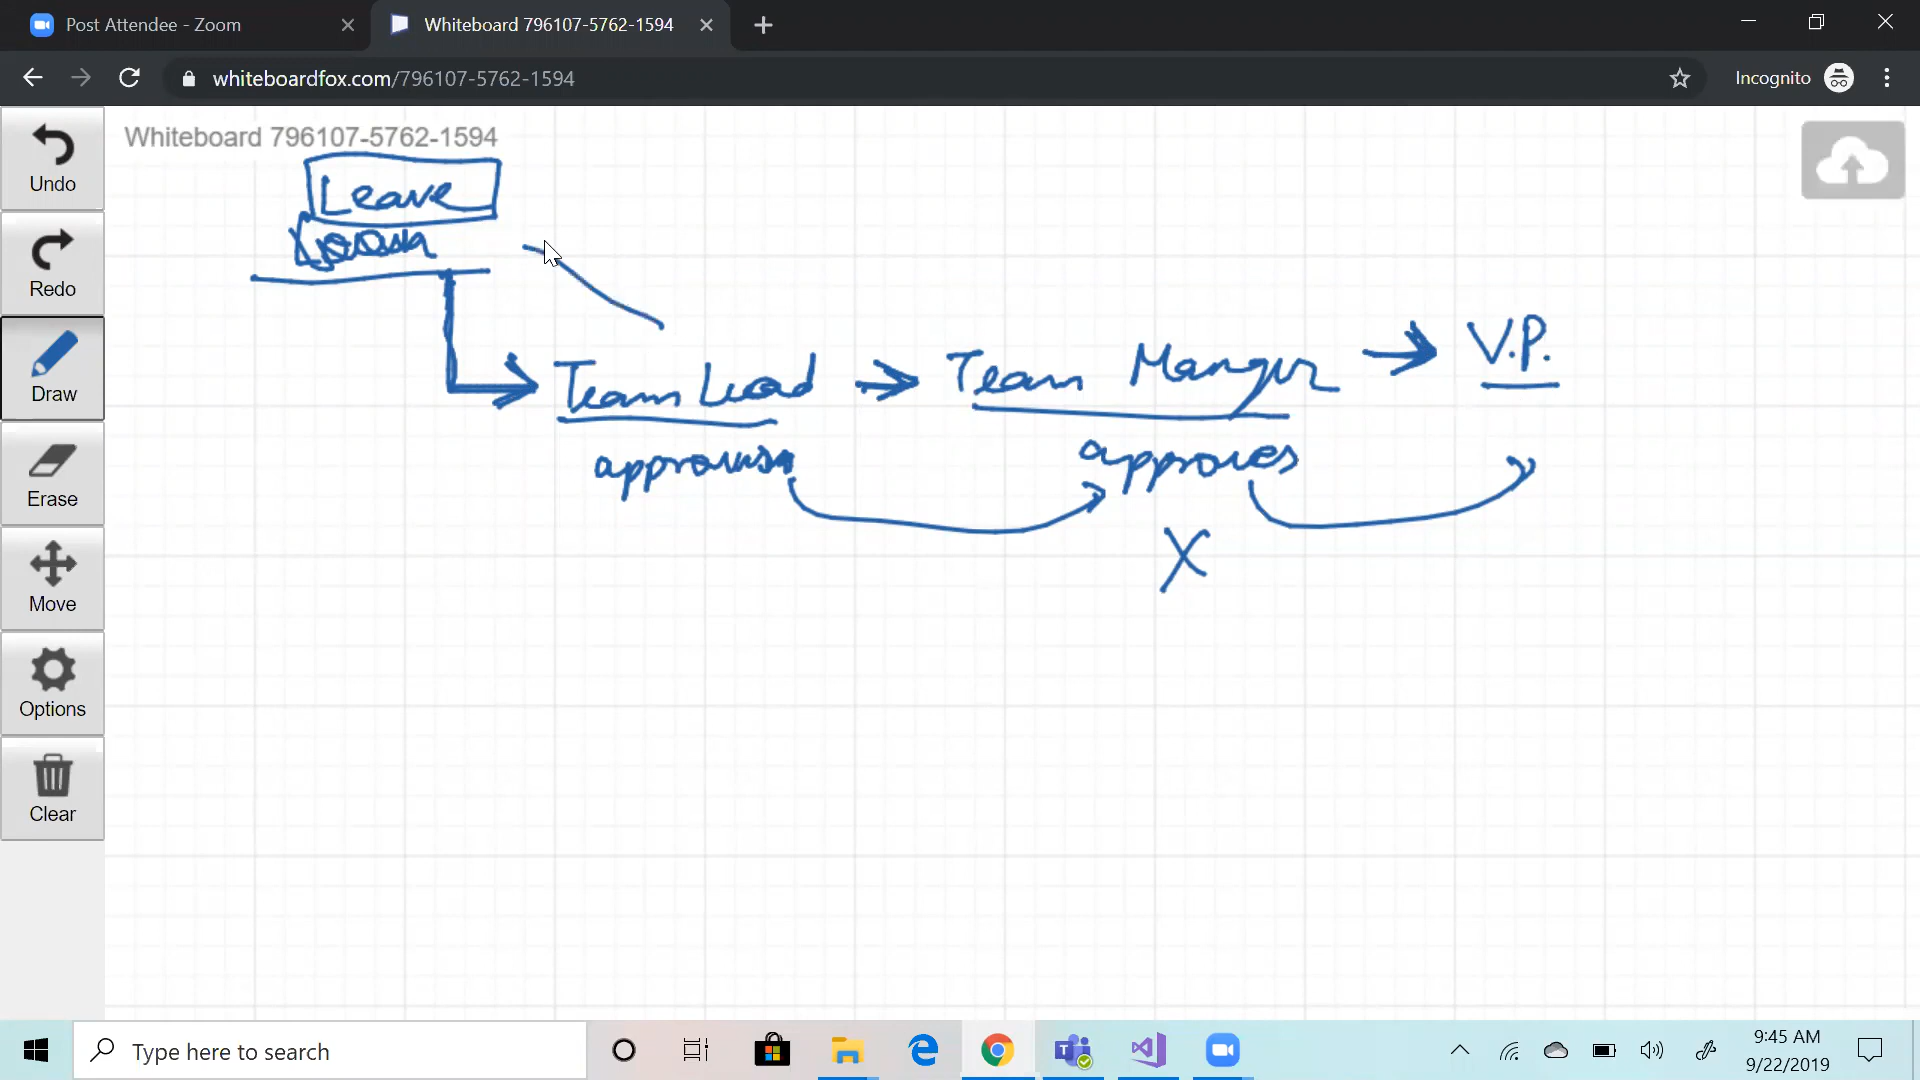 Post Attendee - Zoom
Whiteboard 796107-5762-1594
whiteboardfox.com/796107-5762-1594
Incognito
Whiteboard 796107-5762-1594
Undo
Redo
Draw
Erase
Move
Options
Clear
Leave
Team Lead
Team Manger
V.P.
approves
X
Type here to search
9:45 AM
9/22/2019